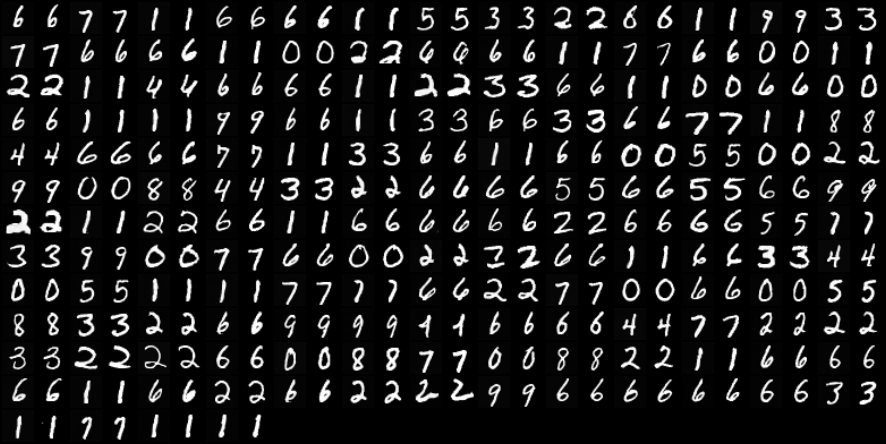 6 6 7 7 1 1 6 6 6 6 1 1 5 5 3 3 2 2 6 6 1 1 9 9 3 3
7 7 6 6 6 6 1 1 0 0 2 2 6 6 6 6 1 1 7 7 6 6 0 0 1 1
2 2 1 1 4 4 6 6 6 6 1 1 2 2 3 3 6 6 1 1 0 0 6 6 0 0
6 6 1 1 1 1 9 9 6 6 1 1 3 3 6 6 3 3 6 6 7 7 1 1 8 8
4 4 6 6 6 6 7 7 1 1 3 3 6 6 1 1 6 6 0 0 5 5 0 0 2 2
9 9 0 0 8 8 4 4 3 3 2 2 6 6 6 6 5 5 6 6 5 5 6 6 9 9
2 2 1 1 2 2 6 6 1 1 6 6 6 6 6 6 2 2 6 6 6 6 5 5 7 7
3 3 9 9 0 0 7 7 6 6 0 0 2 2 3 2 6 6 1 1 6 6 3 3 4 4
0 0 5 5 1 1 1 1 7 7 7 7 6 6 2 2 7 7 0 0 6 6 0 0 5 5
8 8 3 3 2 2 6 6 9 9 9 9 4 4 6 6 6 6 4 4 7 7 2 2 2 2
3 3 2 2 2 2 6 6 0 0 8 8 7 7 0 0 8 8 2 2 1 1 6 6 6 6
6 6 1 1 6 6 2 2 6 6 2 2 2 2 9 9 6 6 6 6 6 6 6 6 3 3
1 1 7 7 1 1 1 1